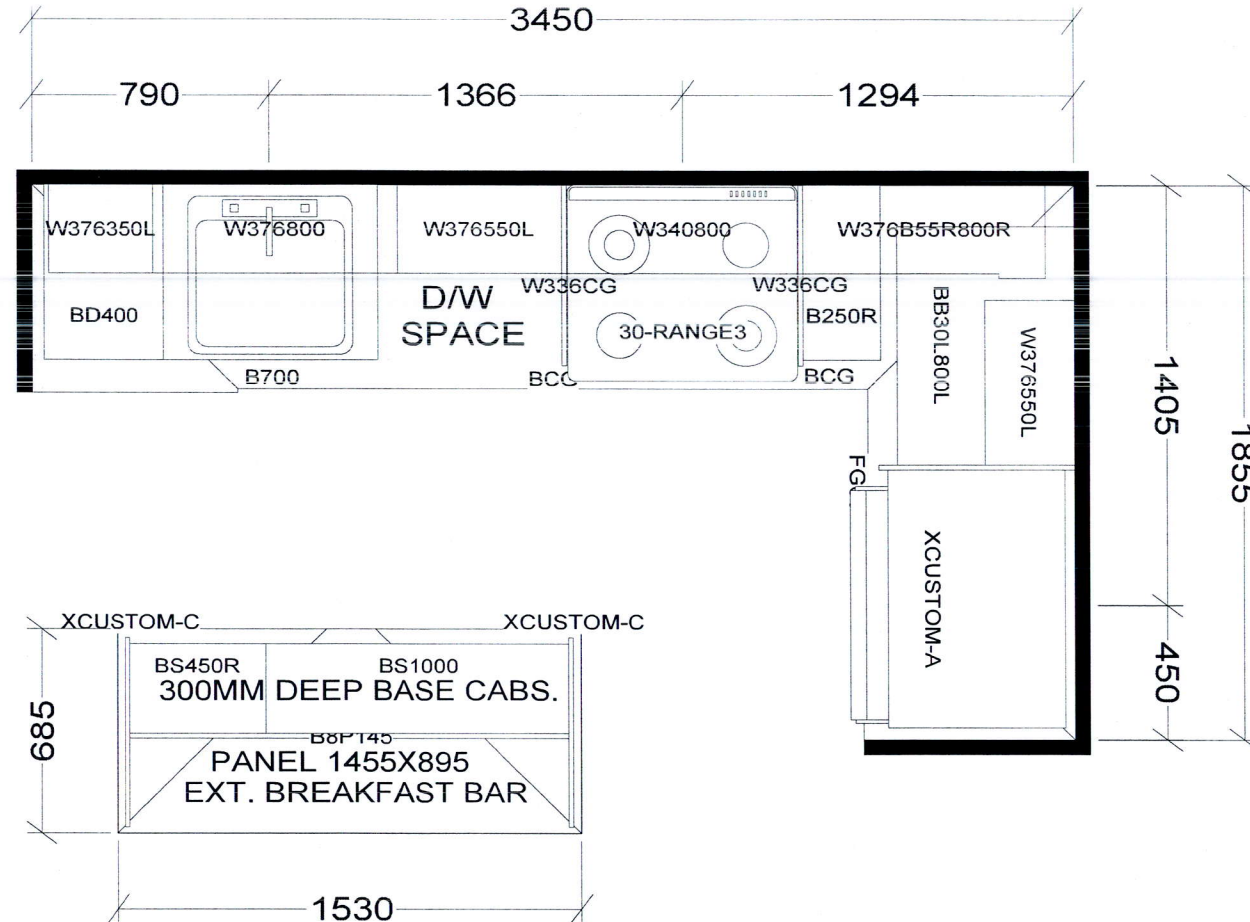 3450
790
1366
1294
W376350L
W376800
W376550L
W340800
W376B55R800R
W336CG
W336CG
BD400
D/W
SPACE
30-RANGE3
B250R
BB30L800L
W376550L
B700
BCG
BCG
FG
XCUSTOM-A
1405
1855
450
XCUSTOM-C
XCUSTOM-C
BS450R
BS1000
300MM DEEP BASE CABS.
B8P145
PANEL 1455X895
EXT. BREAKFAST BAR
685
1530